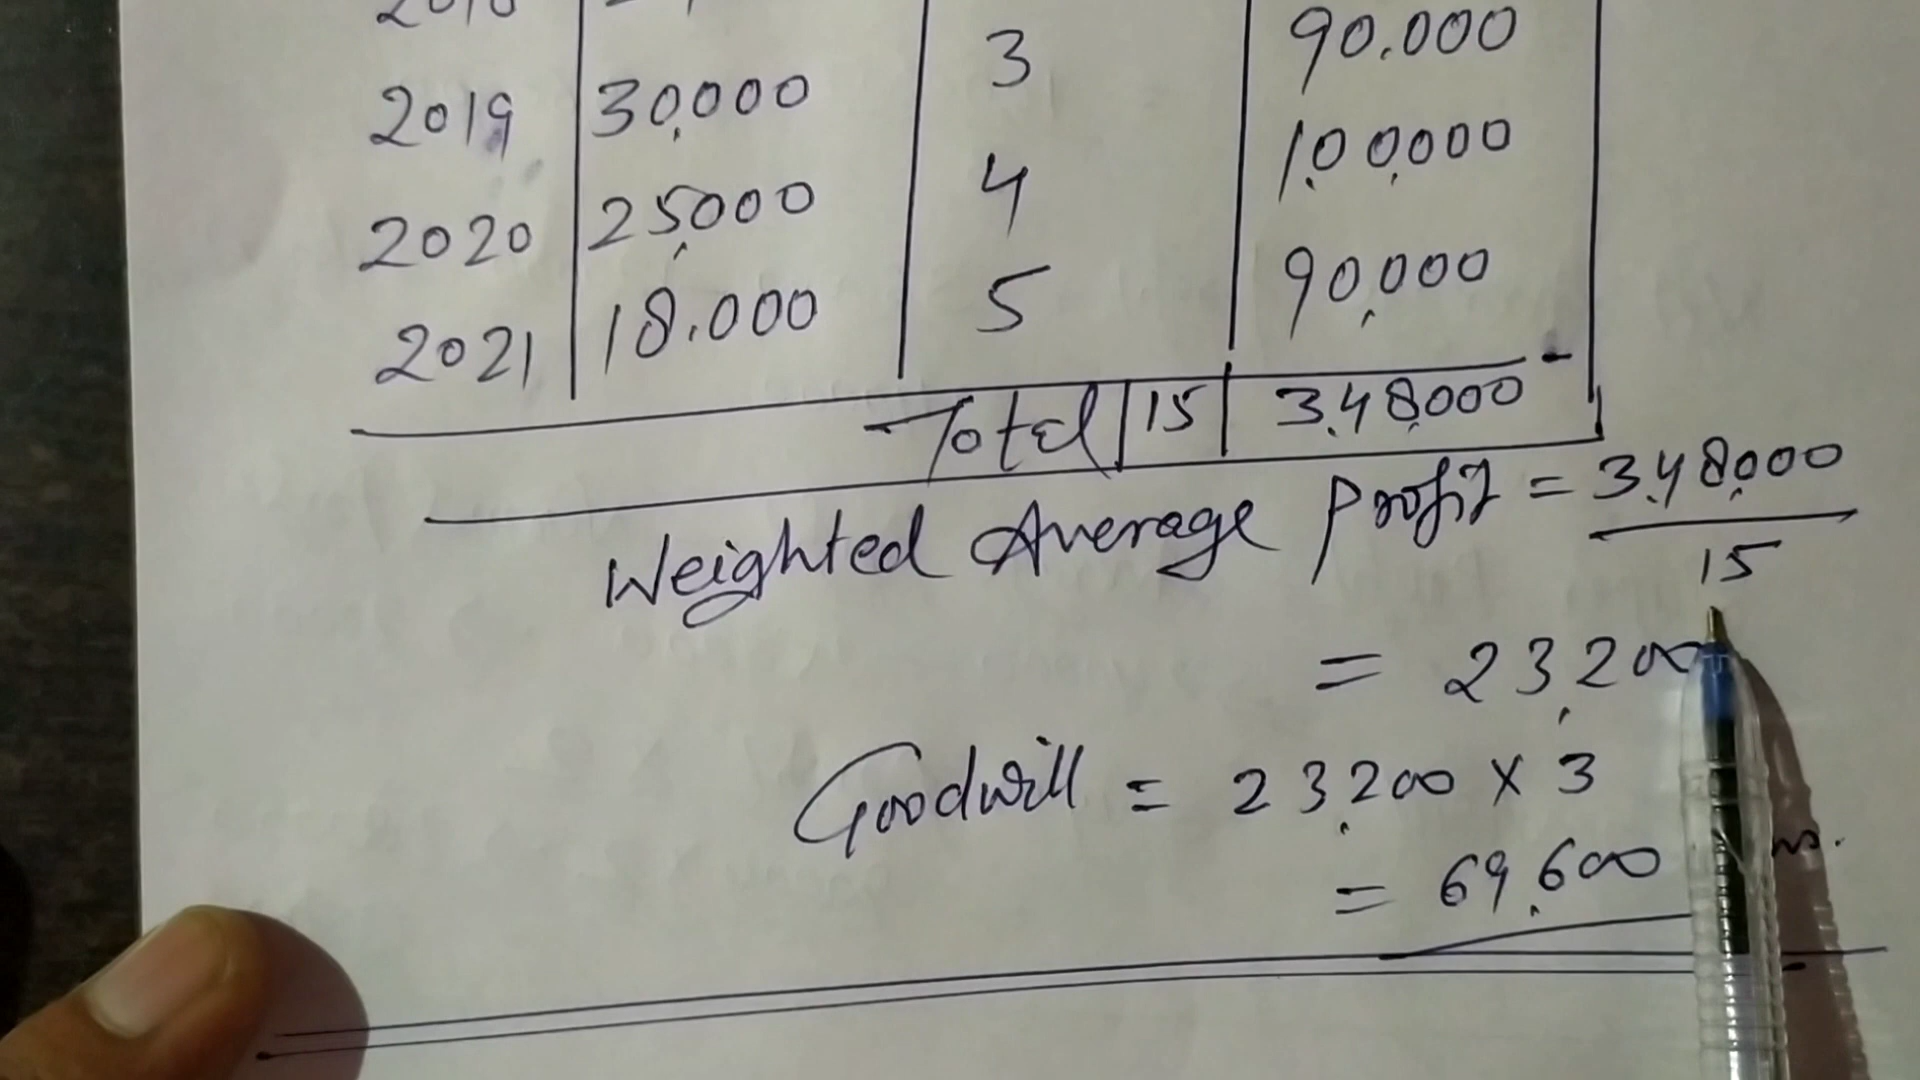 2019 30,000 3 90,000
2020 25,000 4 1,00,000
2021 18,000 5 90,000
Total 15 3,48,000
Weighted Average Profit = 3,48,000
15
= 23,200
Goodwill = 23,200 X 3
= 69,600